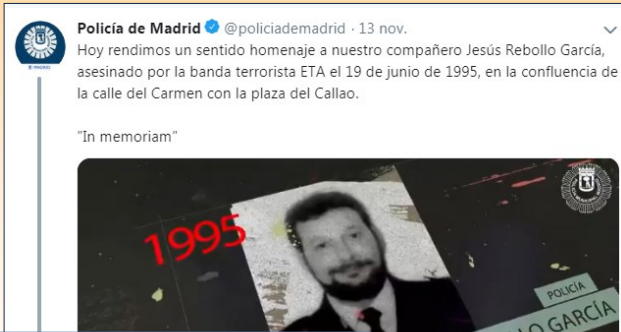 Policía de Madrid @policiademadrid · 13 nov.
Hoy rendimos un sentido homenaje a nuestro compañero Jesús Rebollo García,
asesinado por la banda terrorista ETA el 19 de junio de 1995, en la confluencia de
la calle del Carmen con la plaza del Callao.
"In memoriam"
1995
POLICÍA
LO GARCÍA